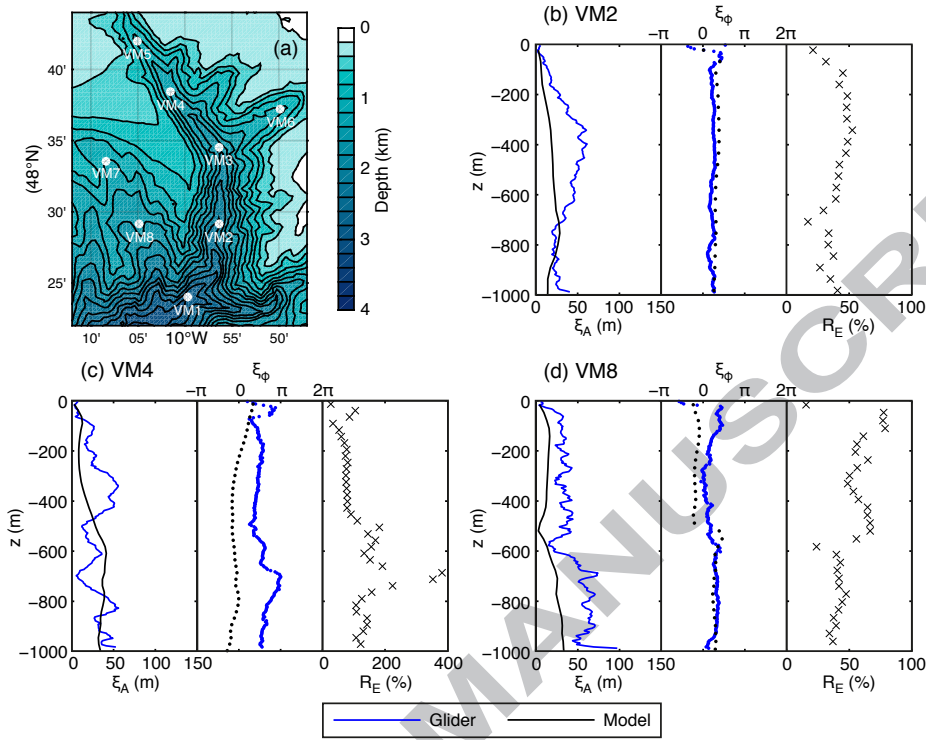 (a)
VM5
VM4
VM6
VM3
VM7
VM8
VM2
VM1
40'
35'
30'
25'
(48°N)
10'
05'
10°W
55'
50'
0
1
2
3
4
Depth (km)
(b) VM2
ξΦ
−π 0 π 2π
0
−200
−400
−600
−800
−1000
z (m)
0 50 100 150
ξA (m)
0 50 100
RE (%)
(c) VM4
ξΦ
−π 0 π 2π
0
−200
−400
−600
−800
−1000
z (m)
0 50 100 150
ξA (m)
0 200 400
RE (%)
(d) VM8
ξΦ
−π 0 π 2π
0
−200
−400
−600
−800
−1000
z (m)
0 50 100 150
ξA (m)
0 50 100
RE (%)
Glider Model
MANUSCR